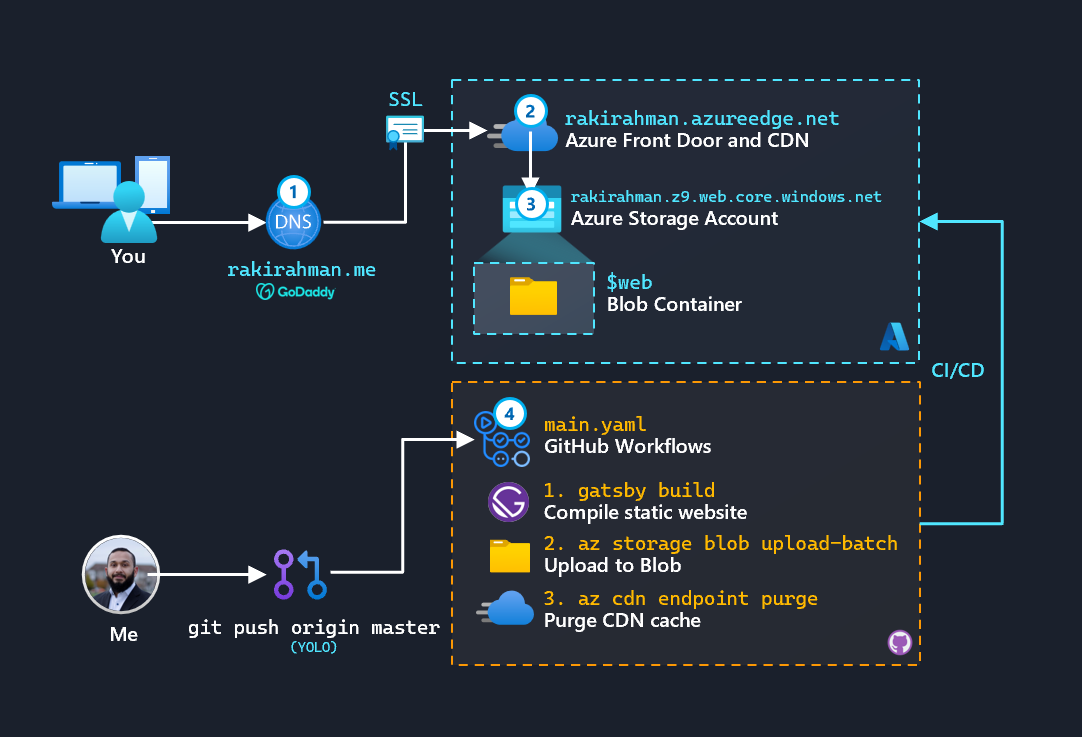 SSL
2
rakirahman.azureedge.net
Azure Front Door and CDN
1
DNS
You
rakirahman.me
GoDaddy
3
rakirahman.z9.web.core.windows.net
Azure Storage Account
$web
Blob Container
CI/CD
4
main.yaml
GitHub Workflows
1. gatsby build
Compile static website
2. az storage blob upload-batch
Upload to Blob
3. az cdn endpoint purge
Purge CDN cache
Me
git push origin master
(YOLO)